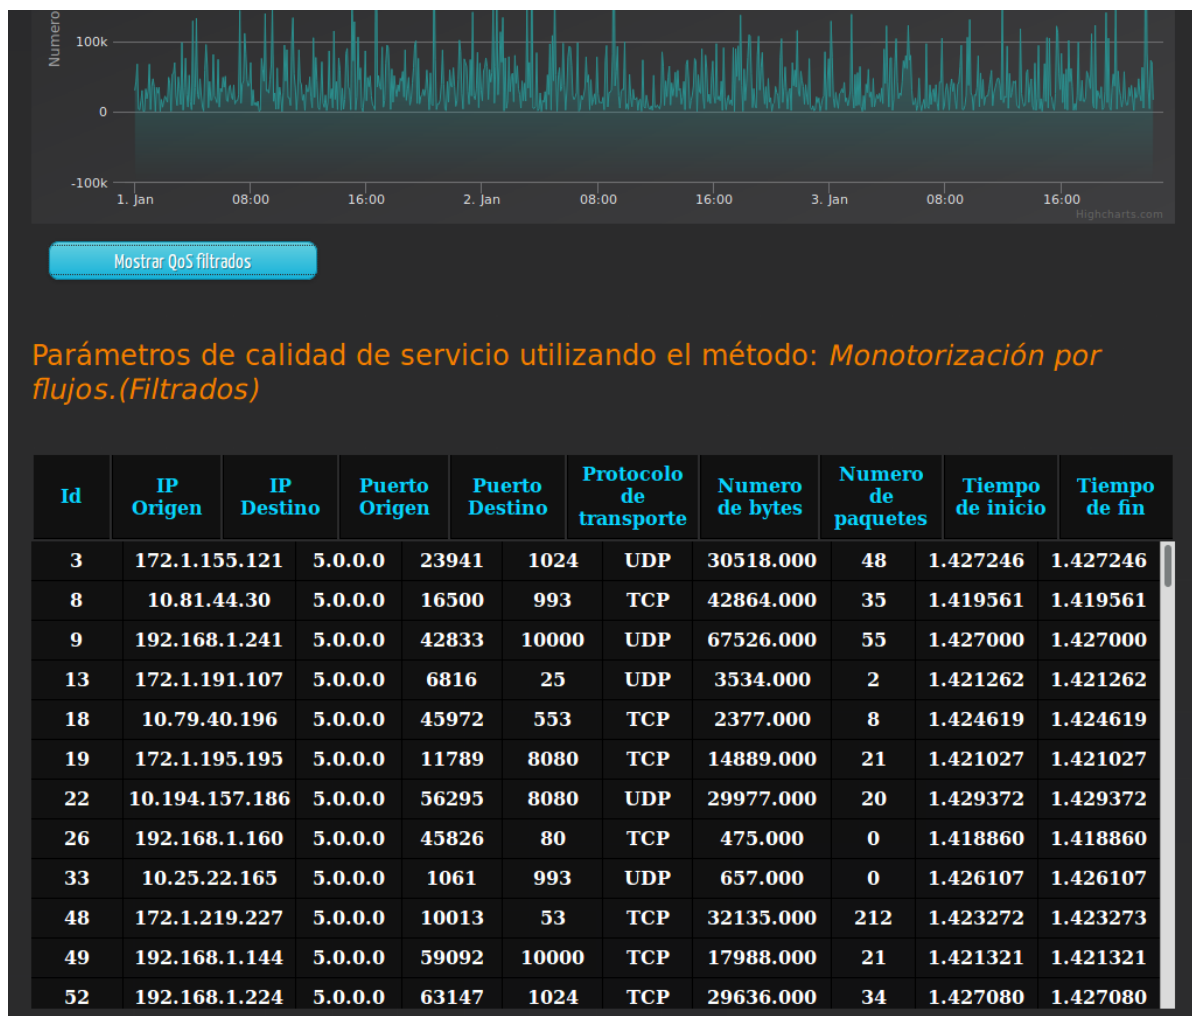 Numero
100k
0
-100k
1. Jan 08:00 16:00 2. Jan 08:00 16:00 3. Jan 08:00 16:00
Highcharts.com
Mostrar QoS filtrados
Parámetros de calidad de servicio utilizando el método: Monotorización por
flujos.(Filtrados)
Id IP Origen IP Destino Puerto Origen Puerto Destino Protocolo de transporte Numero de bytes Numero de paquetes Tiempo de inicio Tiempo de fin
3 172.1.155.121 5.0.0.0 23941 1024 UDP 30518.000 48 1.427246 1.427246
8 10.81.44.30 5.0.0.0 16500 993 TCP 42864.000 35 1.419561 1.419561
9 192.168.1.241 5.0.0.0 42833 10000 UDP 67526.000 55 1.427000 1.427000
13 172.1.191.107 5.0.0.0 6816 25 UDP 3534.000 2 1.421262 1.421262
18 10.79.40.196 5.0.0.0 45972 553 TCP 2377.000 8 1.424619 1.424619
19 172.1.195.195 5.0.0.0 11789 8080 TCP 14889.000 21 1.421027 1.421027
22 10.194.157.186 5.0.0.0 56295 8080 UDP 29977.000 20 1.429372 1.429372
26 192.168.1.160 5.0.0.0 45826 80 TCP 475.000 0 1.418860 1.418860
33 10.25.22.165 5.0.0.0 1061 993 UDP 657.000 0 1.426107 1.426107
48 172.1.219.227 5.0.0.0 10013 53 TCP 32135.000 212 1.423272 1.423273
49 192.168.1.144 5.0.0.0 59092 10000 TCP 17988.000 21 1.421321 1.421321
52 192.168.1.224 5.0.0.0 63147 1024 TCP 29636.000 34 1.427080 1.427080